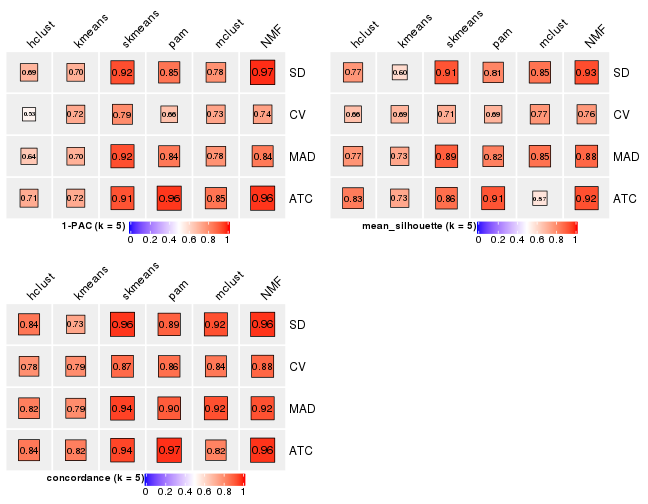 hclust kmeans skmeans pam mclust NMF
0.69 0.70 0.92 0.85 0.78 0.97 SD
0.53 0.72 0.79 0.66 0.73 0.74 CV
0.64 0.70 0.92 0.84 0.78 0.84 MAD
0.71 0.72 0.91 0.96 0.85 0.96 ATC
1-PAC (k = 5)
0 0.2 0.4 0.6 0.8 1
hclust kmeans skmeans pam mclust NMF
0.77 0.60 0.91 0.81 0.85 0.93 SD
0.66 0.69 0.71 0.69 0.77 0.76 CV
0.77 0.73 0.89 0.82 0.85 0.88 MAD
0.83 0.73 0.86 0.91 0.57 0.92 ATC
mean_silhouette (k = 5)
0 0.2 0.4 0.6 0.8 1
hclust kmeans skmeans pam mclust NMF
0.84 0.73 0.96 0.89 0.92 0.96 SD
0.78 0.79 0.87 0.86 0.84 0.88 CV
0.82 0.79 0.94 0.90 0.92 0.92 MAD
0.84 0.82 0.94 0.97 0.82 0.96 ATC
concordance (k = 5)
0 0.2 0.4 0.6 0.8 1